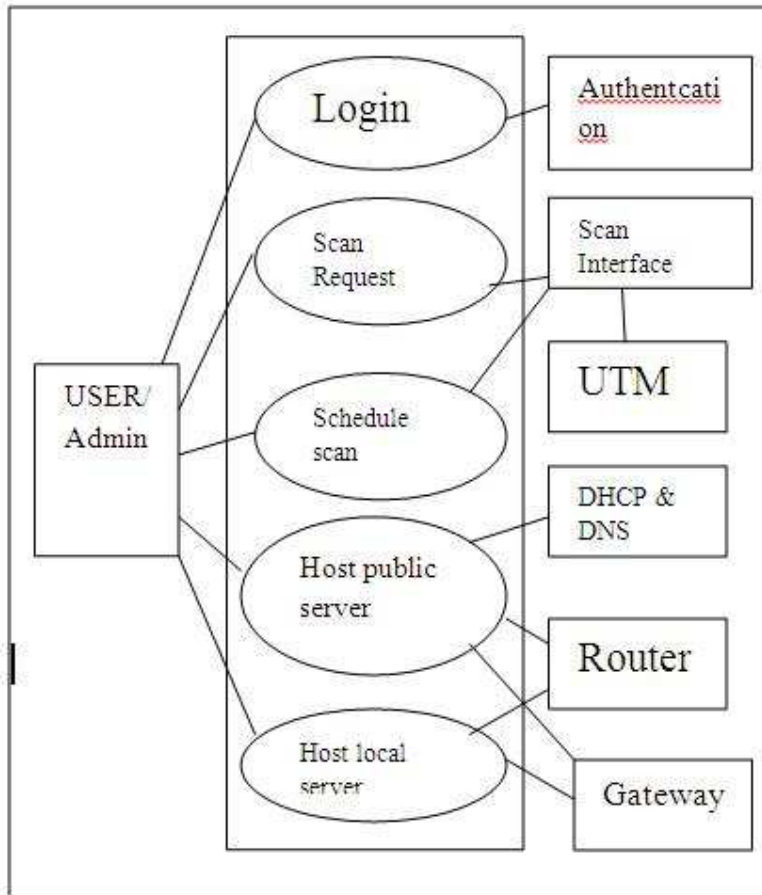 Login
Authentcati
on
Scan
Request
Scan
Interface
UTM
USER/
Admin
Schedule
scan
DHCP &
DNS
Host public
server
Router
Host local
server
Gateway